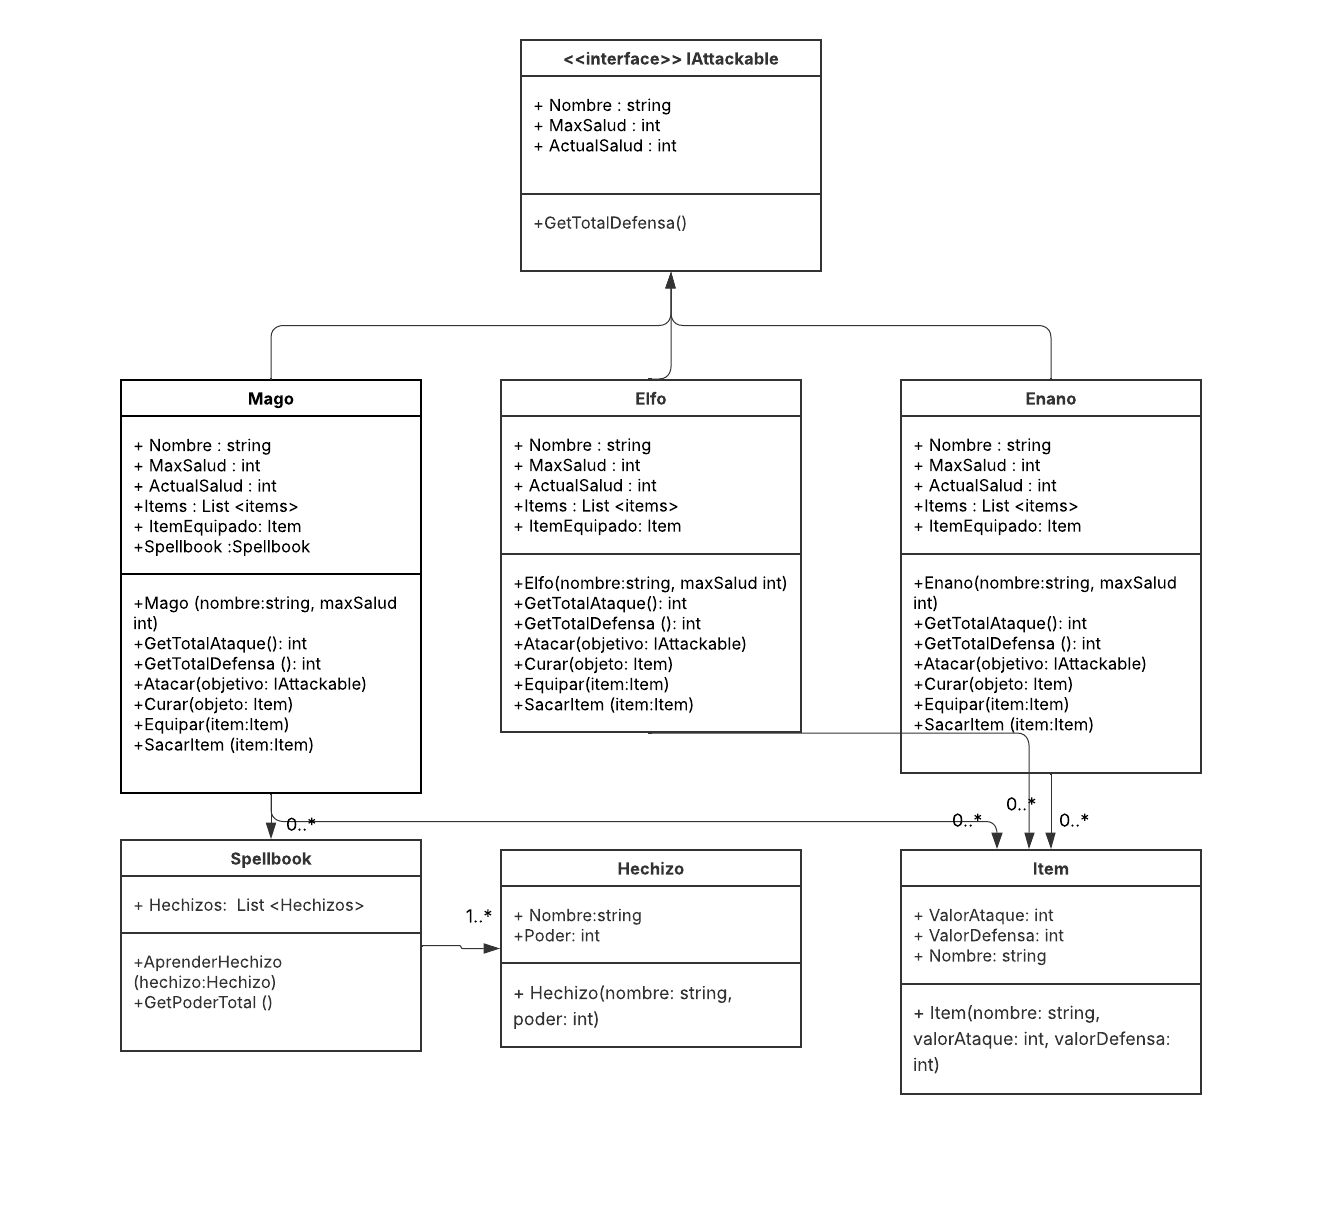 <<interface>> IAttackable
+ Nombre : string
+ MaxSalud : int
+ ActualSalud : int
+GetTotalDefensa()
Mago
+ Nombre : string
+ MaxSalud : int
+ ActualSalud : int
+Items : List <items>
+ ItemEquipado: Item
+Spellbook :Spellbook
+Mago (nombre:string, maxSalud
int)
+GetTotalAtaque(): int
+GetTotalDefensa (): int
+Atacar(objetivo: IAttackable)
+Curar(objeto: Item)
+Equipar(item:Item)
+SacarItem (item:Item)
Elfo
+ Nombre : string
+ MaxSalud : int
+ ActualSalud : int
+Items : List <items>
+ ItemEquipado: Item
+Elfo(nombre:string, maxSalud int)
+GetTotalAtaque(): int
+GetTotalDefensa (): int
+Atacar(objetivo: IAttackable)
+Curar(objeto: Item)
+Equipar(item:Item)
+SacarItem (item:Item)
Enano
+ Nombre : string
+ MaxSalud : int
+ ActualSalud : int
+Items : List <items>
+ ItemEquipado: Item
+Enano(nombre:string, maxSalud
int)
+GetTotalAtaque(): int
+GetTotalDefensa (): int
+Atacar(objetivo: IAttackable)
+Curar(objeto: Item)
+Equipar(item:Item)
+SacarItem (item:Item)
0..*
0..*
0..*
0..*
Spellbook
+ Hechizos:  List <Hechizos>
+AprenderHechizo
(hechizo:Hechizo)
+GetPoderTotal ()
1..*
Hechizo
+ Nombre:string
+Poder: int
+ Hechizo(nombre: string,
poder: int)
Item
+ ValorAtaque: int
+ ValorDefensa: int
+ Nombre: string
+ Item(nombre: string,
valorAtaque: int, valorDefensa:
int)